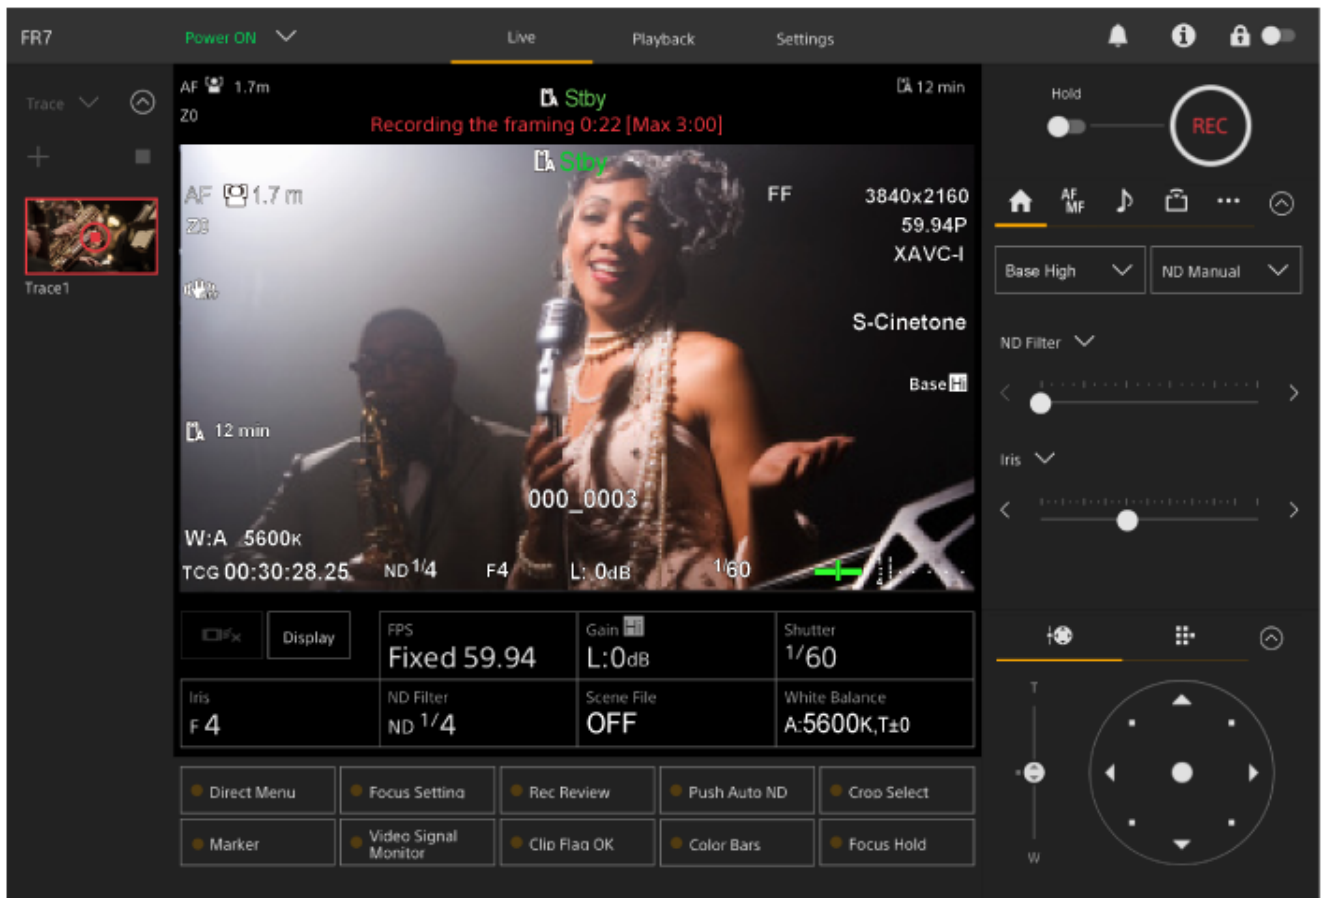 FR7
Power ON
Live
Playback
Settings
Trace
Trace1
AF 1.7m
Z0
Stby
12 min
Recording the framing 0:22 [Max 3:00]
Stby
AF 1.7 m
Z0
FF
3840x2160
59.94P
XAVC-I
S-Cinetone
Base Hi
12 min
000_0003
W:A 5600K
TCG 00:30:28.25 ND 1/4 F4 L: 0dB 1/60
Display
FPS
Fixed 59.94
Gain Hi
L:0dB
Shutter
1/60
Iris
F 4
ND Filter
ND 1/4
Scene File
OFF
White Balance
A:5600K,T±0
Direct Menu
Focus Setting
Rec Review
Push Auto ND
Crop Select
Marker
Video Signal
Monitor
Clip Flag OK
Color Bars
Focus Hold
Hold
REC
AF
MF
Base High
ND Manual
ND Filter
Iris
T
W